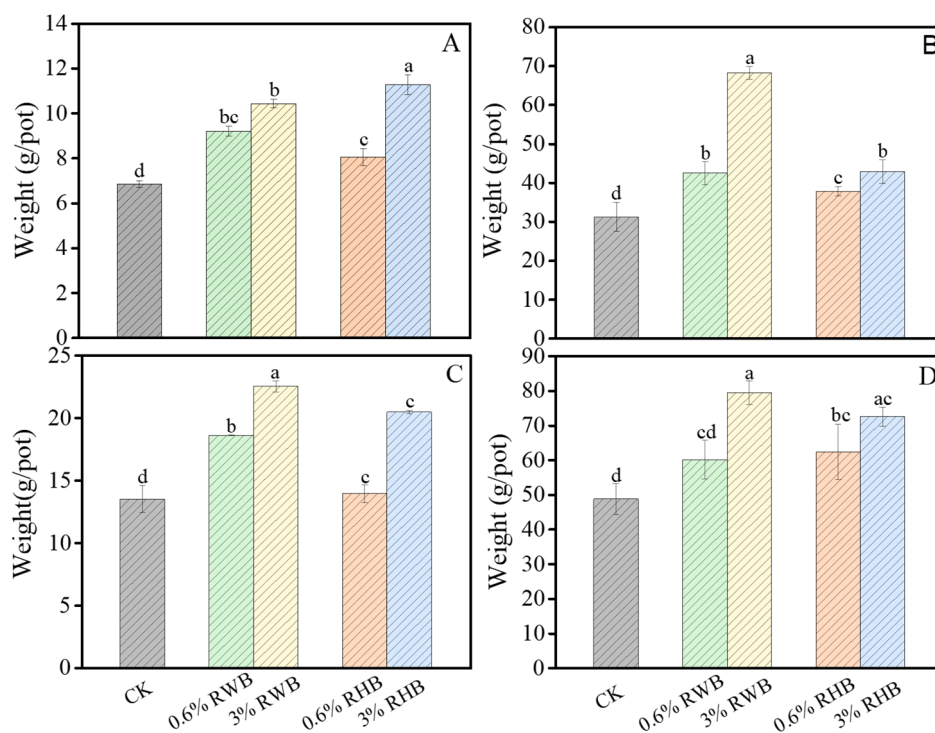 A
Weight (g/pot)
14
12
10
8
6
4
2
0
d
bc
b
c
a
B
Weight (g/pot)
80
70
60
50
40
30
20
10
0
d
b
a
c
b
C
Weight(g/pot)
25
20
15
10
5
0
d
b
a
c
c
CK
0.6% RWB
3% RWB
0.6% RHB
3% RHB
D
Weight (g/pot)
90
80
70
60
50
40
30
20
10
0
d
cd
a
bc
ac
CK
0.6% RWB
3% RWB
0.6% RHB
3% RHB